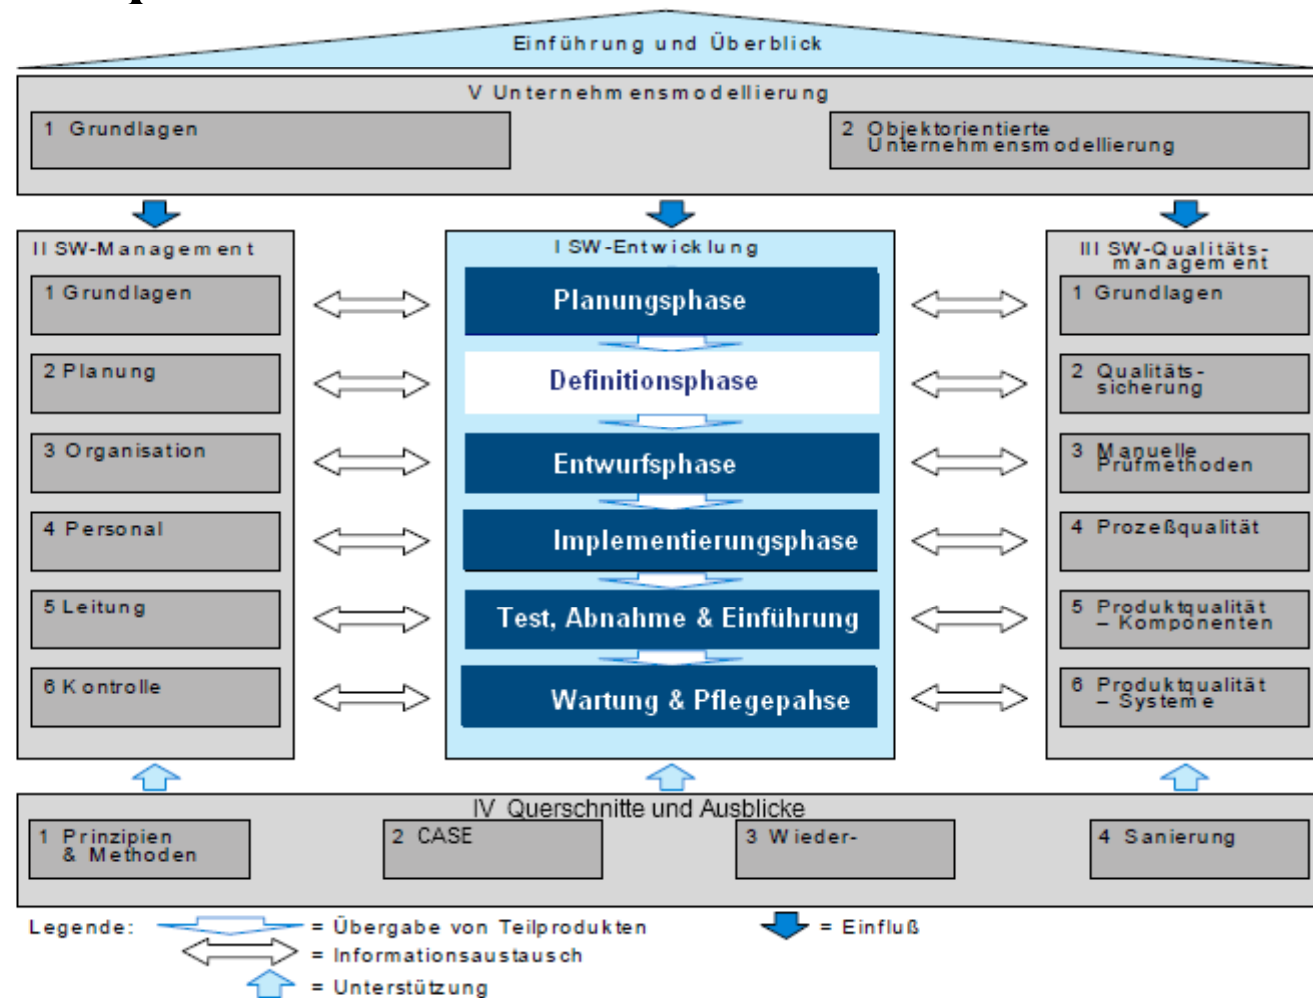 Einführung und Überblick
V Unternehmensmodellierung
1 Grundlagen
2 Objektorientierte
Unternehmensmodellierung
II SW-Management
1 Grundlagen
2 Planung
3 Organisation
4 Personal
5 Leitung
6 Kontrolle
I SW-Entwicklung
Planungsphase
Definitionsphase
Entwurfsphase
Implementierungsphase
Test, Abnahme & Einführung
Wartung & Pflegepahse
III SW-Qualitäts-
management
1 Grundlagen
2 Qualitäts-
sicherung
3 Manuelle
Prüfmethoden
4 Prozeßqualität
5 Produktqualität
– Komponenten
6 Produktqualität
– Systeme
IV Querschnitte und Ausblicke
1 Prinzipien
& Methoden
2 CASE
3 Wieder-
4 Sanierung
Legende:
= Übergabe von Teilprodukten
= Einfluß
= Informationsaustausch
= Unterstützung